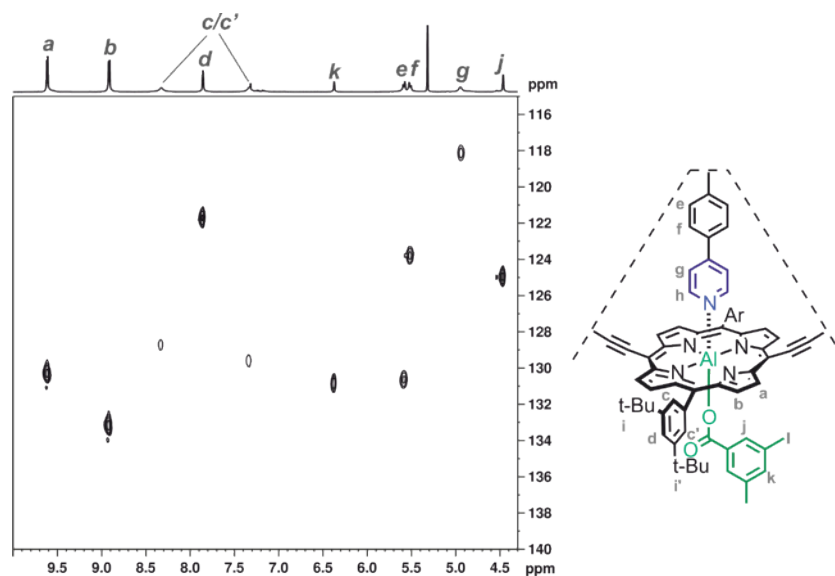 c/c'
a
b
d
k
e f
g
j
ppm
116
118
120
122
124
126
128
130
132
134
136
138
140
9.5 9.0 8.5 8.0 7.5 7.0 6.5 6.0 5.5 5.0 4.5 ppm
e
f
g
h
N
Ar
N
N
Al
N
N
a
b
c
t-Bu
i
d
c'
O
O
j
l
k
t-Bu
i'